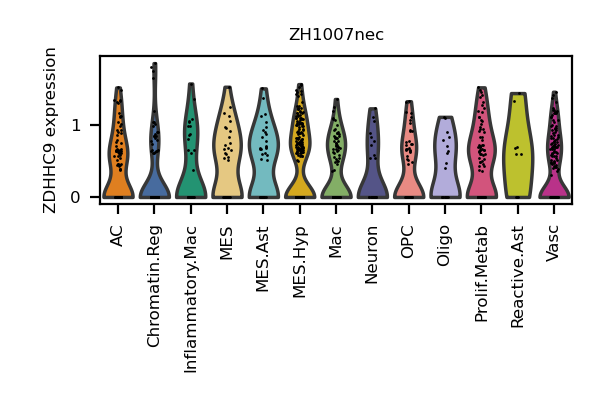 ZH1007nec
ZDHHC9 expression
1
0
AC
Chromatin.Reg
Inflammatory.Mac
MES
MES.Ast
MES.Hyp
Mac
Neuron
OPC
Oligo
Prolif.Metab
Reactive.Ast
Vasc